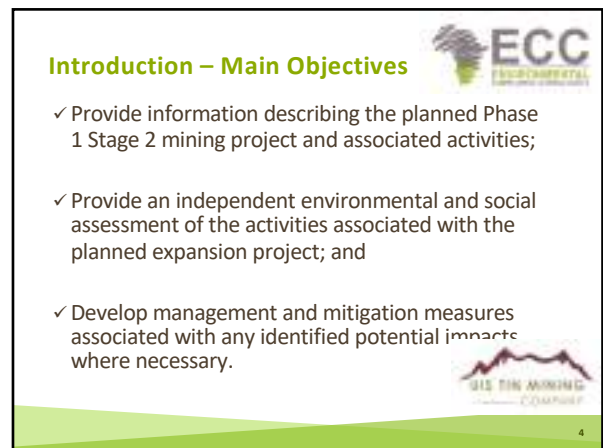 ECC
ENVIRONMENTAL
Introduction – Main Objectives
✓ Provide information describing the planned Phase
1 Stage 2 mining project and associated activities;
✓ Provide an independent environmental and social
assessment of the activities associated with the
planned expansion project; and
✓ Develop management and mitigation measures
associated with any identified potential impacts
where necessary.
UIS TIN MINING
COMPANY
4